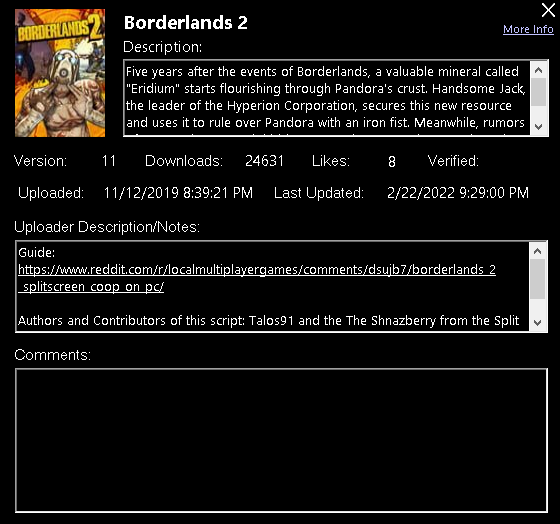 BORDERLANDS 2
Borderlands 2
More Info
Description:
Five years after the events of Borderlands, a valuable mineral called
"Eridium" starts flourishing through Pandora's crust. Handsome Jack,
the leader of the Hyperion Corporation, secures this new resource
and uses it to rule over Pandora with an iron fist. Meanwhile, rumors
Version: 11 Downloads: 24631 Likes: 8 Verified:
Uploaded: 11/12/2019 8:39:21 PM Last Updated: 2/22/2022 9:29:00 PM
Uploader Description/Notes:
Guide:
https://www.reddit.com/r/localmultiplayergames/comments/dsujb7/borderlands_2
_splitscreen_coop_on_pc/
Authors and Contributors of this script: Talos91 and the The Shnazberry from the Split
Comments: